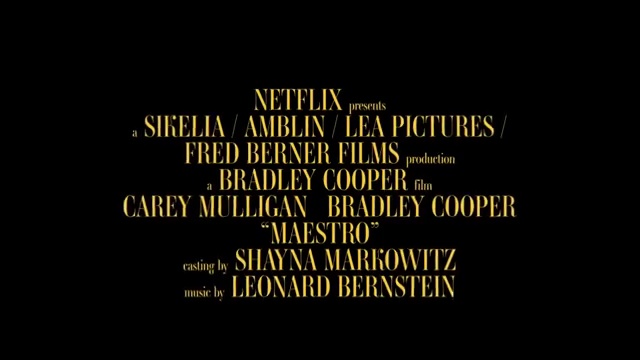 NETFLIX presents
a SIKELIA / AMBLIN / LEA PICTURES /
FRED BERNER FILMS production
a BRADLEY COOPER film
CAREY MULLIGAN BRADLEY COOPER
“MAESTRO”
casting by SHAYNA MARKOWITZ
music by LEONARD BERNSTEIN